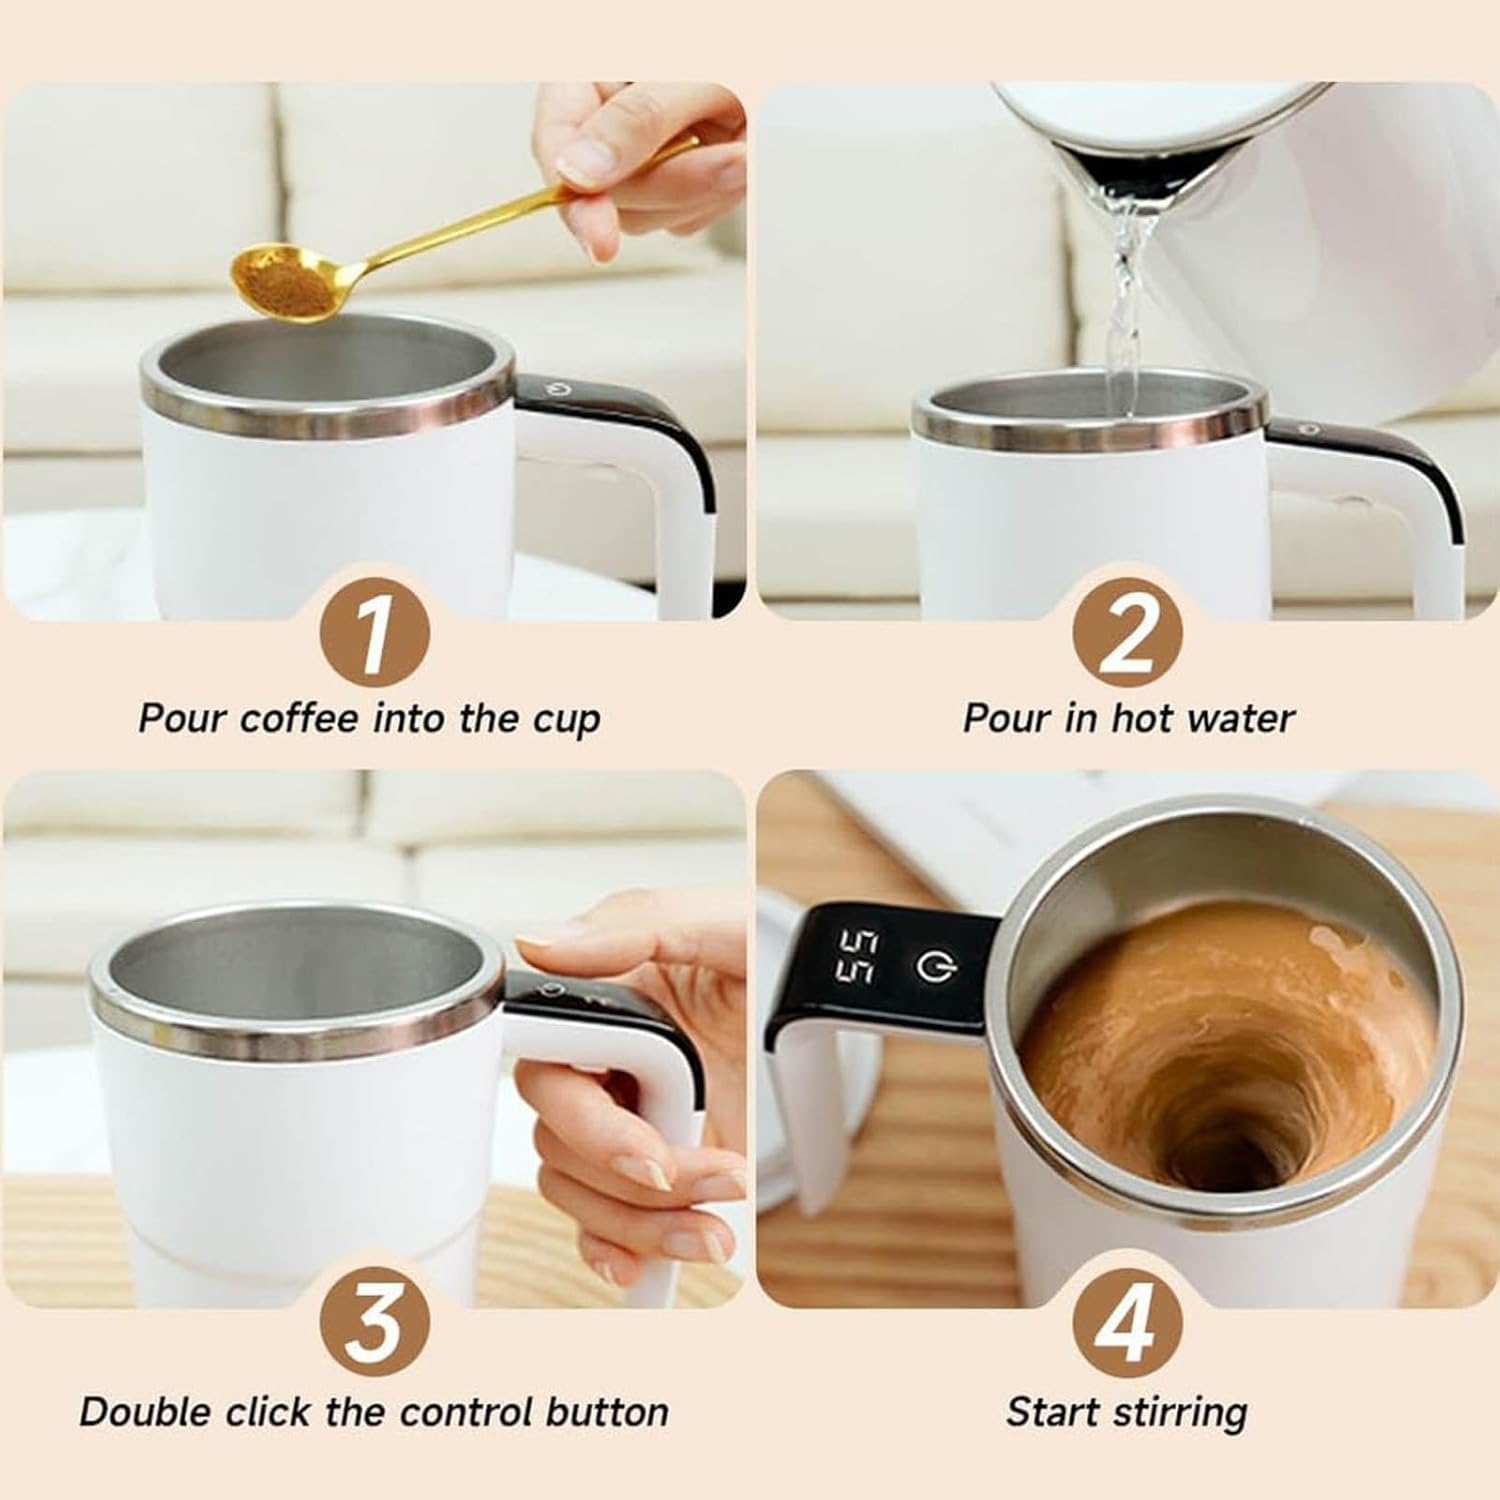 1
Pour coffee into the cup
2
Pour in hot water
3
Double click the control button
55
4
Start stirring